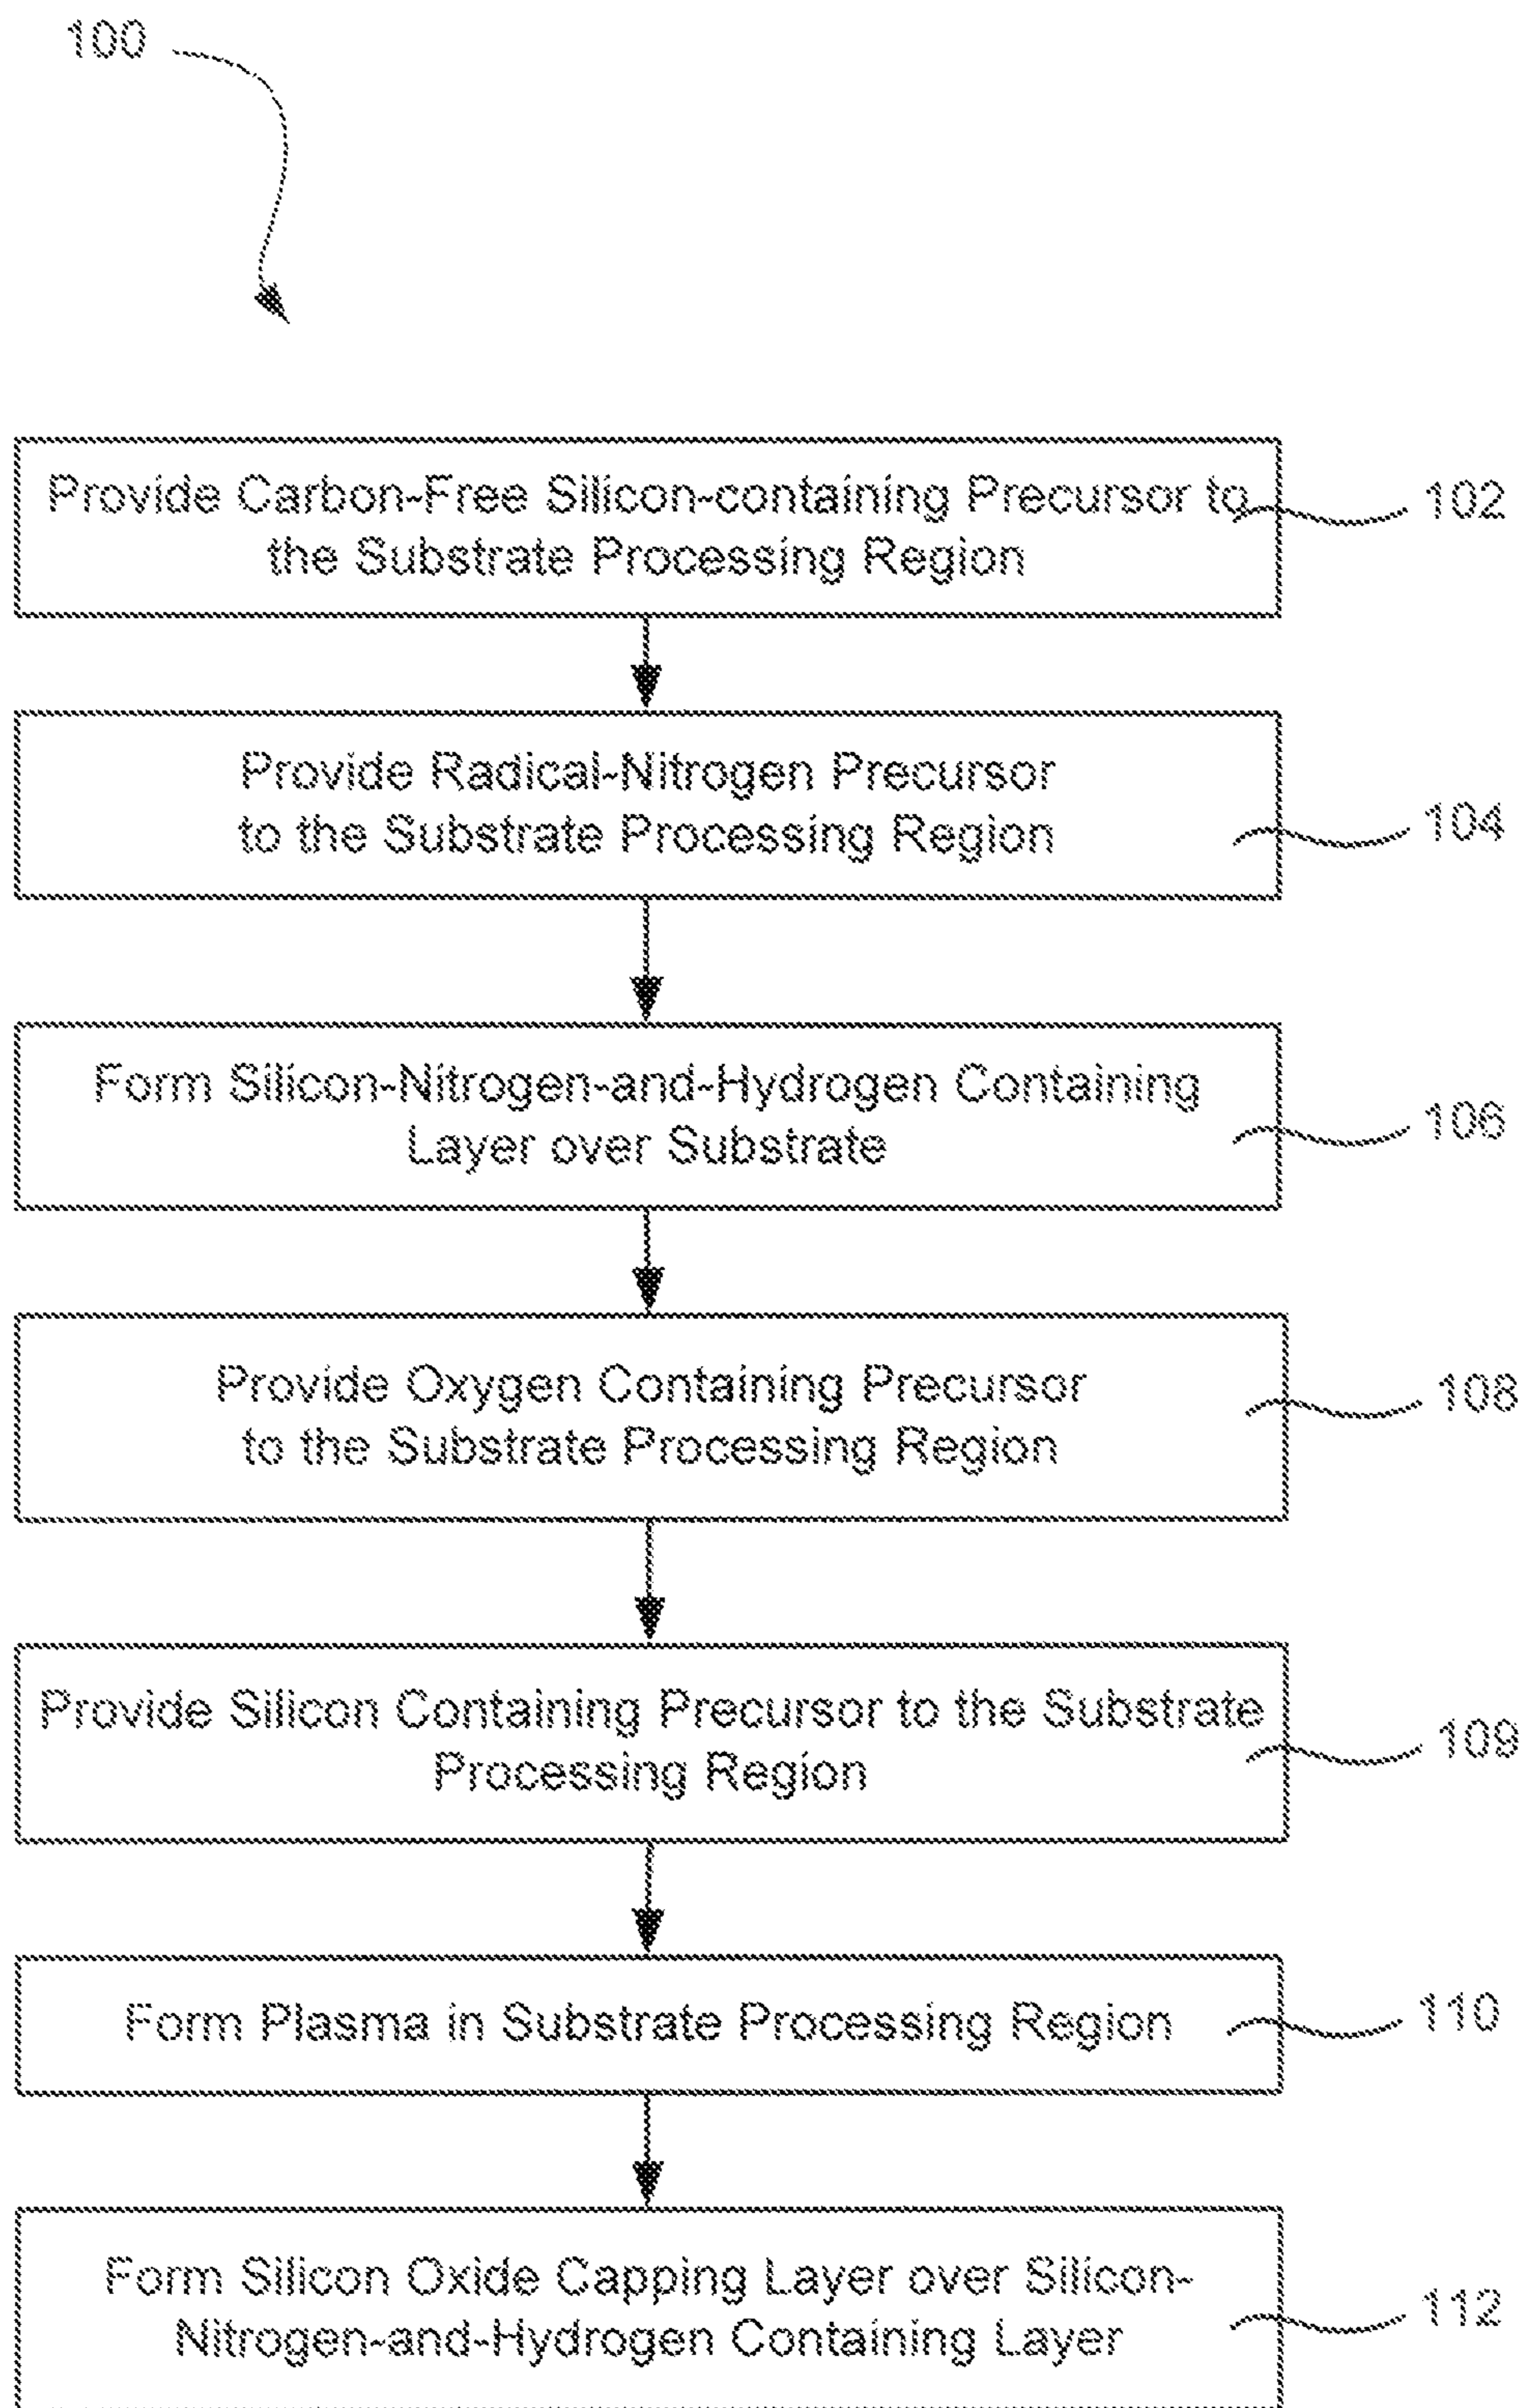 100
Provide Carbon-Free Silicon-containing Precursor to
the Substrate Processing Region
102
Provide Radical-Nitrogen Precursor
to the Substrate Processing Region
104
Form Silicon-Nitrogen-and-Hydrogen Containing
Layer over Substrate
106
Provide Oxygen Containing Precursor
to the Substrate Processing Region
108
Provide Silicon Containing Precursor to the Substrate
Processing Region
109
Form Plasma in Substrate Processing Region
110
Form Silicon Oxide Capping Layer over Silicon-
Nitrogen-and-Hydrogen Containing Layer
112